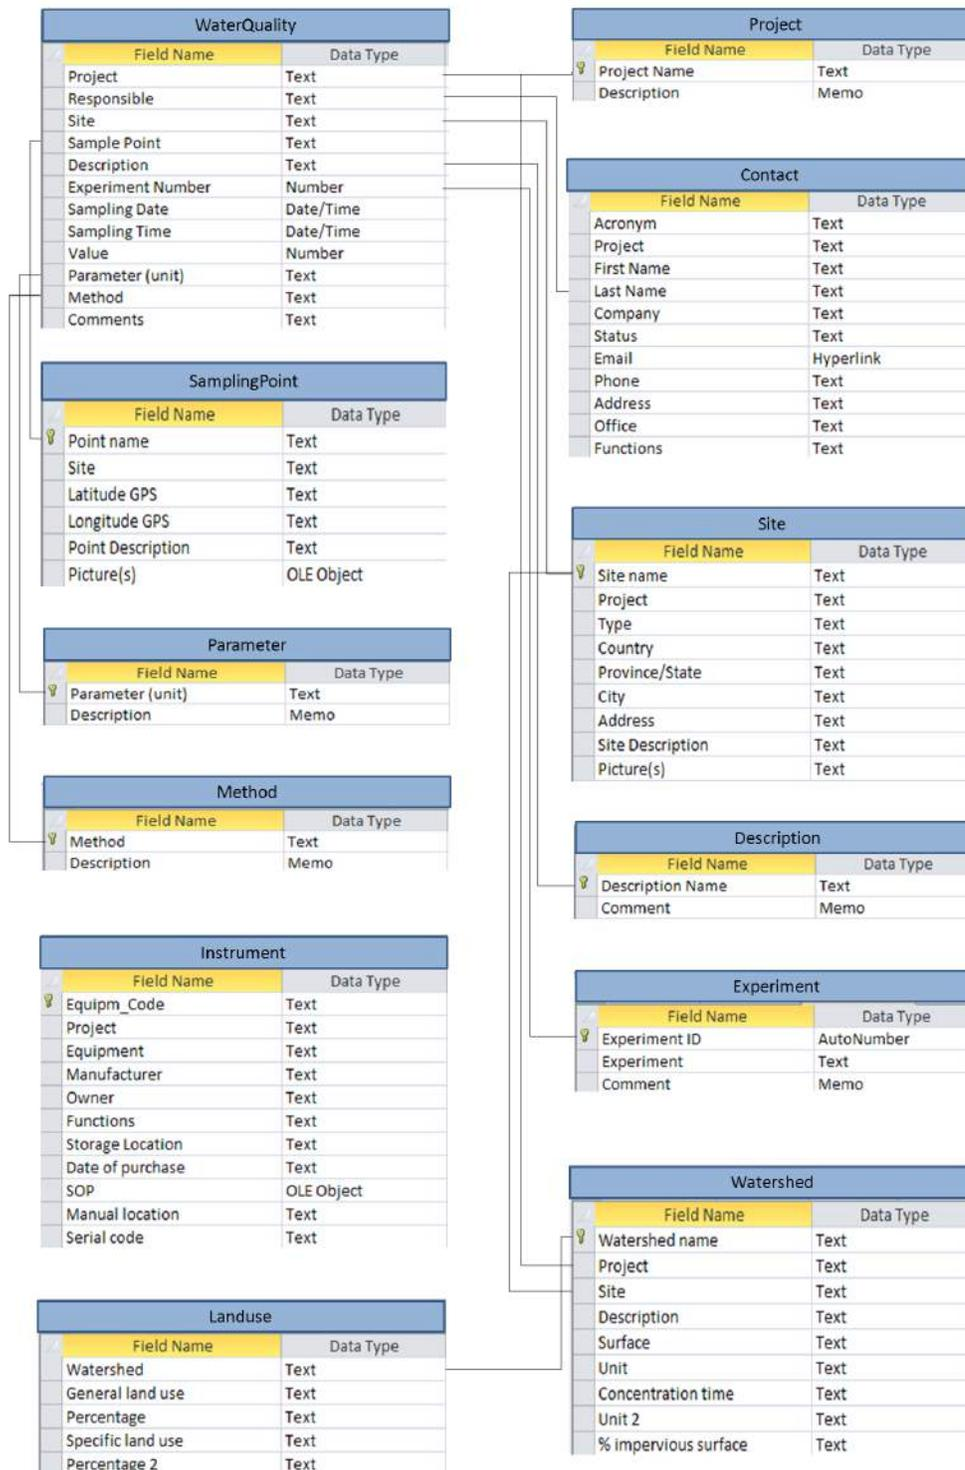 WaterQuality
Field Name Data Type
Project Text
Responsible Text
Site Text
Sample Point Text
Description Text
Experiment Number Number
Sampling Date Date/Time
Sampling Time Date/Time
Value Number
Parameter (unit) Text
Method Text
Comments Text
SamplingPoint
Field Name Data Type
Point name Text
Site Text
Latitude GPS Text
Longitude GPS Text
Point Description Text
Picture(s) OLE Object
Parameter
Field Name Data Type
Parameter (unit) Text
Description Memo
Method
Field Name Data Type
Method Text
Description Memo
Instrument
Field Name Data Type
Equipm_Code Text
Project Text
Equipment Text
Manufacturer Text
Owner Text
Functions Text
Storage Location Text
Date of purchase Text
SOP OLE Object
Manual location Text
Serial code Text
Landuse
Field Name Data Type
Watershed Text
General land use Text
Percentage Text
Specific land use Text
Percentage 2 Text
Project
Field Name Data Type
Project Name Text
Description Memo
Contact
Field Name Data Type
Acronym Text
Project Text
First Name Text
Last Name Text
Company Text
Status Text
Email Hyperlink
Phone Text
Address Text
Office Text
Functions Text
Site
Field Name Data Type
Site name Text
Project Text
Type Text
Country Text
Province/State Text
City Text
Address Text
Site Description Text
Picture(s) Text
Description
Field Name Data Type
Description Name Text
Comment Memo
Experiment
Field Name Data Type
Experiment ID AutoNumber
Experiment Text
Comment Memo
Watershed
Field Name Data Type
Watershed name Text
Project Text
Site Text
Description Text
Surface Text
Unit Text
Concentration time Text
Unit 2 Text
% impervious surface Text